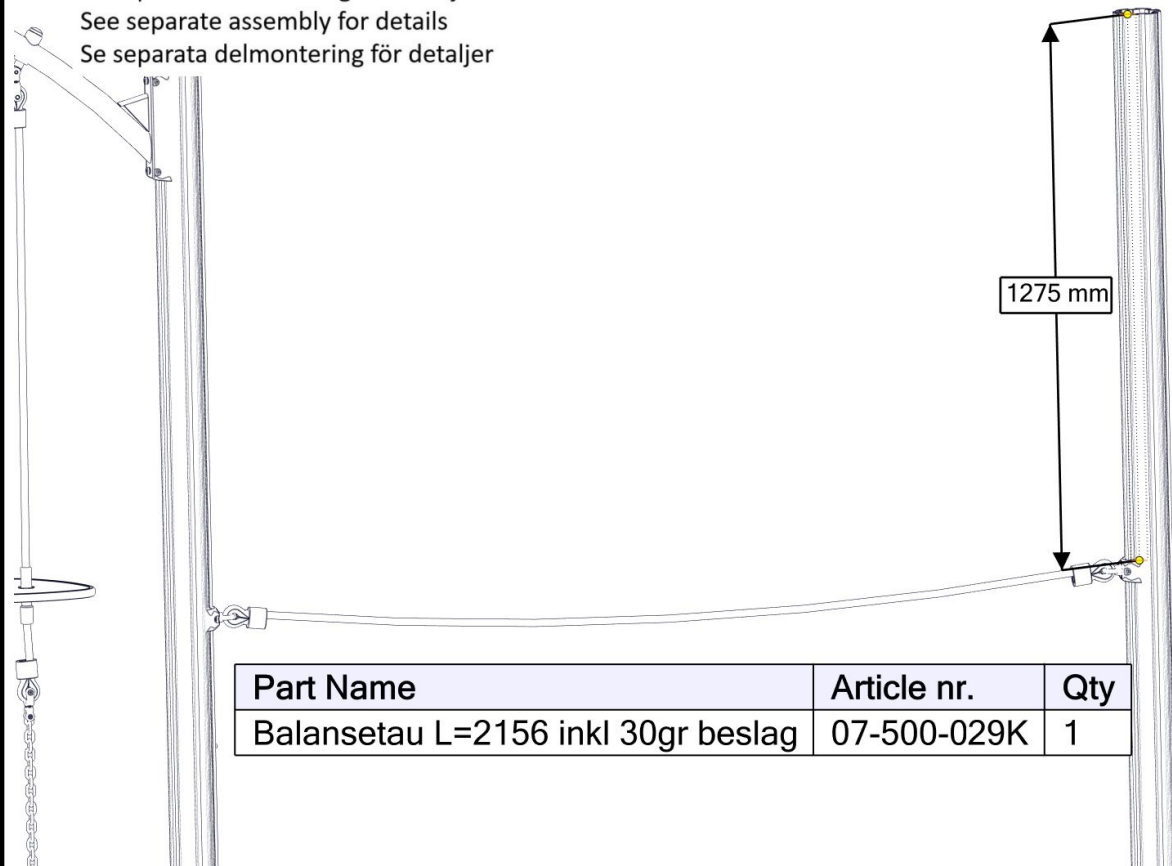 See separate assembly for details
Se separata delmontering för detaljer
1275 mm
Part Name Article nr. Qty
Balansetau L=2156 inkl 30gr beslag 07-500-029K 1